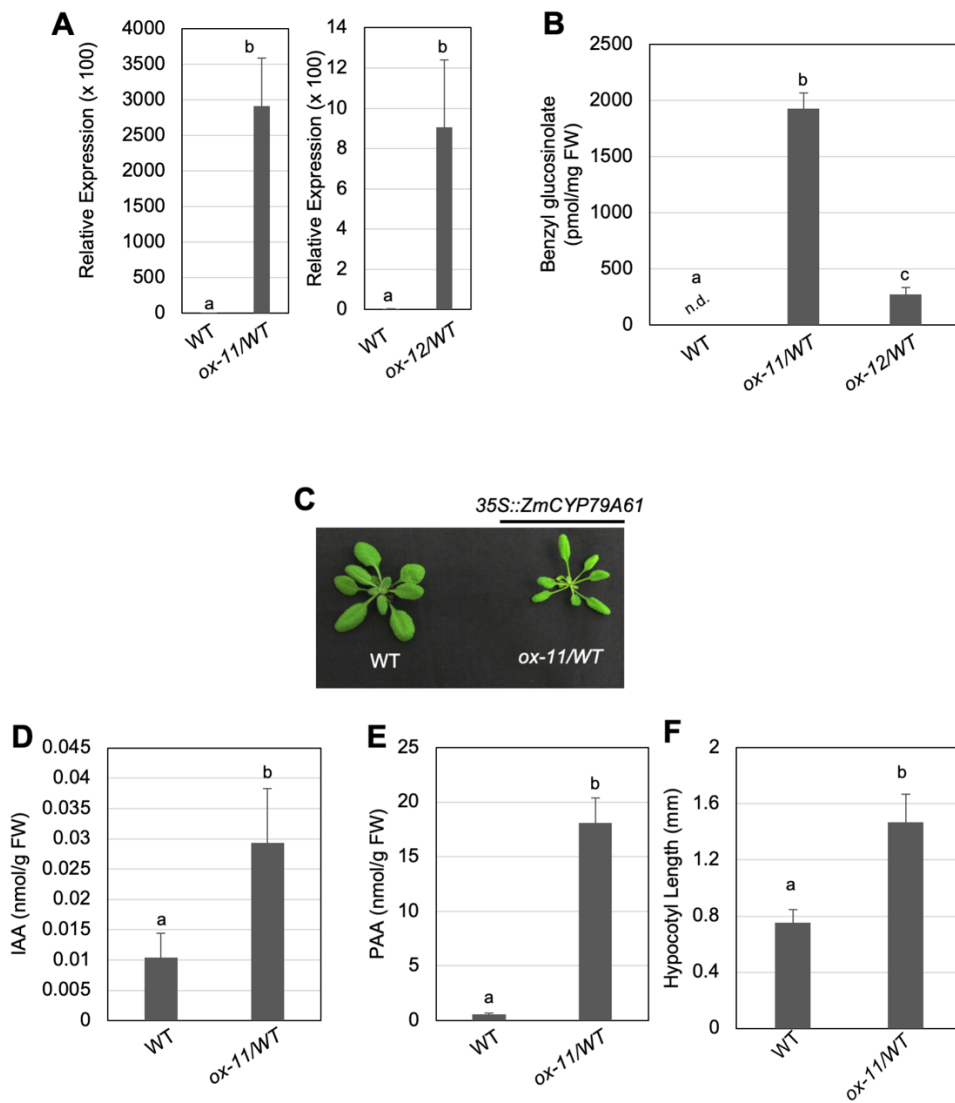 A
Relative Expression (x 100)
4000
3500
3000
2500
2000
1500
1000
500
0
a
b
WT
ox-11/WT
Relative Expression (x 100)
14
12
10
8
6
4
2
0
a
b
WT
ox-12/WT
B
Benzyl glucosinolate
(pmol/mg FW)
2500
2000
1500
1000
500
0
a
n.d.
b
c
WT
ox-11/WT
ox-12/WT
C
35S::ZmCYP79A61
WT
ox-11/WT
D
IAA (nmol/g FW)
0.045
0.04
0.035
0.03
0.025
0.02
0.015
0.01
0.005
0
a
b
WT
ox-11/WT
E
PAA (nmol/g FW)
25
20
15
10
5
0
a
b
WT
ox-11/WT
F
Hypocotyl Length (mm)
2
1.6
1.2
0.8
0.4
0
a
b
WT
ox-11/WT